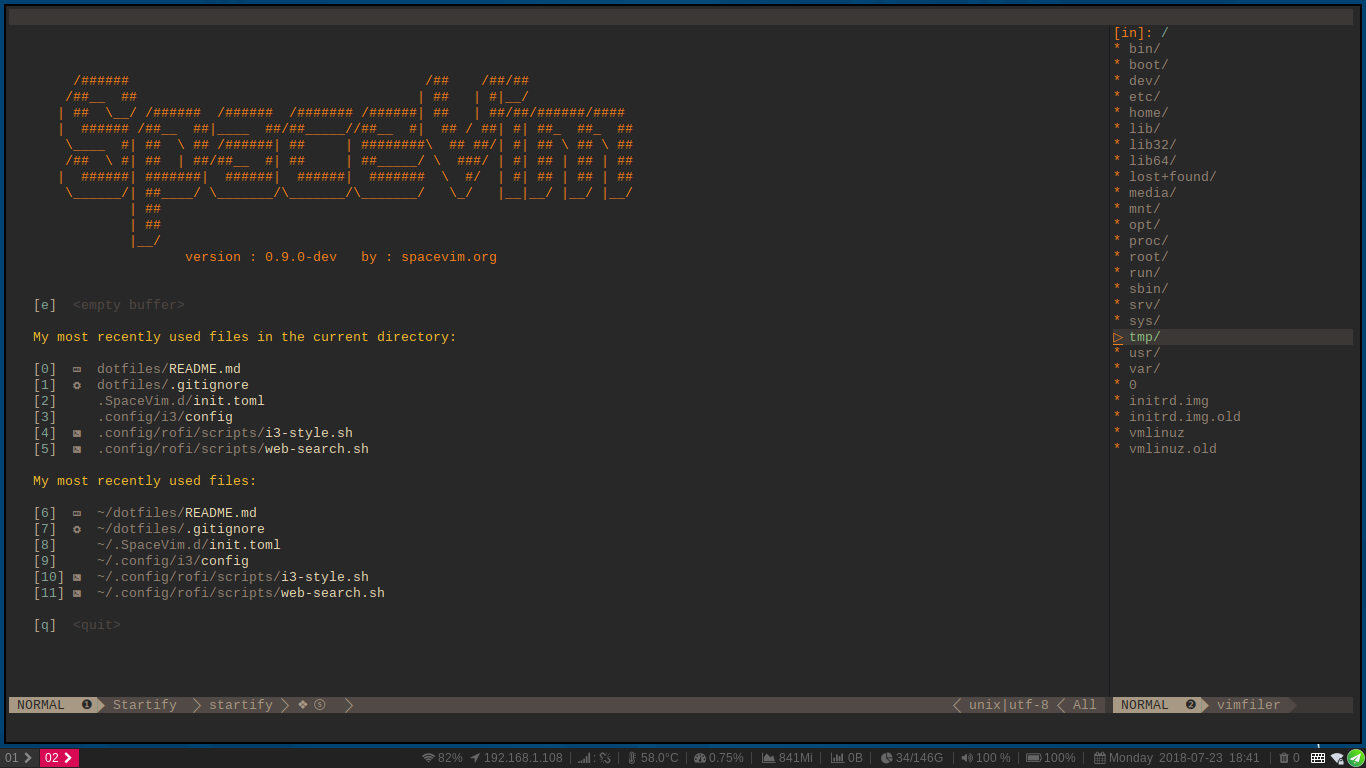 /######                                     /##    /##/##
/##__  ##                                   | ##   | #|__/
| ##  \__/ /######  /######  /####### /######| ##   | ##/##/######/####
|  ###### /##__  ##|____  ##/##_____//##__  #|  ## / ##| #| ##_  ##_  ##
\____  #| ##  \ ## /######| ##     | ########\  ## ##/| #| ## \ ## \ ##
/##  \ #| ##  | ##/##__  #| ##     | ##_____/ \  ###/ | #| ## | ## | ##
|  ######| #######|  ######|  ######|  #######  \  #/  | #| ## | ## | ##
\______/| ##____/ \_______/\_______/\_______/   \_/   |__|__/ |__/ |__/
| ##
| ##
|__/
version : 0.9.0-dev   by : spacevim.org
[e]  <empty buffer>
My most recently used files in the current directory:
[0]  dotfiles/README.md
[1]  dotfiles/.gitignore
[2]  .SpaceVim.d/init.toml
[3]  .config/i3/config
[4]  .config/rofi/scripts/i3-style.sh
[5]  .config/rofi/scripts/web-search.sh
My most recently used files:
[6]  ~/dotfiles/README.md
[7]  ~/dotfiles/.gitignore
[8]  ~/.SpaceVim.d/init.toml
[9]  ~/.config/i3/config
[10]  ~/.config/rofi/scripts/i3-style.sh
[11]  ~/.config/rofi/scripts/web-search.sh
[q]  <quit>
[in]: /
* bin/
* boot/
* dev/
* etc/
* home/
* lib/
* lib32/
* lib64/
* lost+found/
* media/
* mnt/
* opt/
* proc/
* root/
* run/
* sbin/
* srv/
* sys/
▷ tmp/
* usr/
* var/
* 0
* initrd.img
* initrd.img.old
* vmlinuz
* vmlinuz.old
NORMAL ❶ Startify startify ❖ ⓢ unix|utf-8 All
NORMAL ❷ vimfiler
01 02 82% | 192.168.1.108 | : | 58.0°C | 0.75% | 841Mi | 0B | 34/146G | 100 % | 100% | Monday 2018-07-23 18:41 | 0